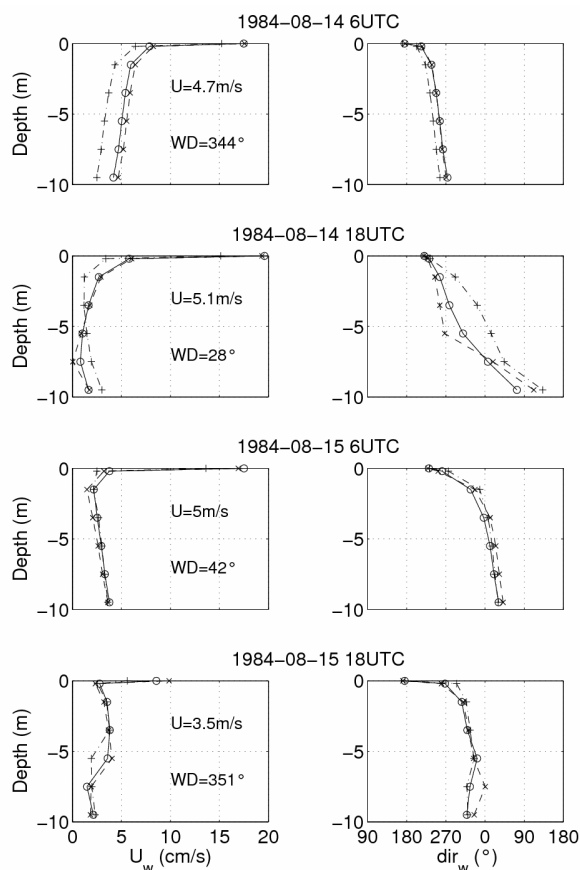 1984−08−14 6UTC
0
−5
−10
Depth (m)
U=4.7m/s
WD=344°
0
−5
−10
1984−08−14 18UTC
0
−5
−10
Depth (m)
U=5.1m/s
WD=28°
0
−5
−10
1984−08−15 6UTC
0
−5
−10
Depth (m)
U=5m/s
WD=42°
0
−5
−10
1984−08−15 18UTC
0
−5
−10
Depth (m)
U=3.5m/s
WD=351°
0
−5
−10
0 5 10 15 20
U_w (cm/s)
90 180 270 0 90 180
dir_w (°)